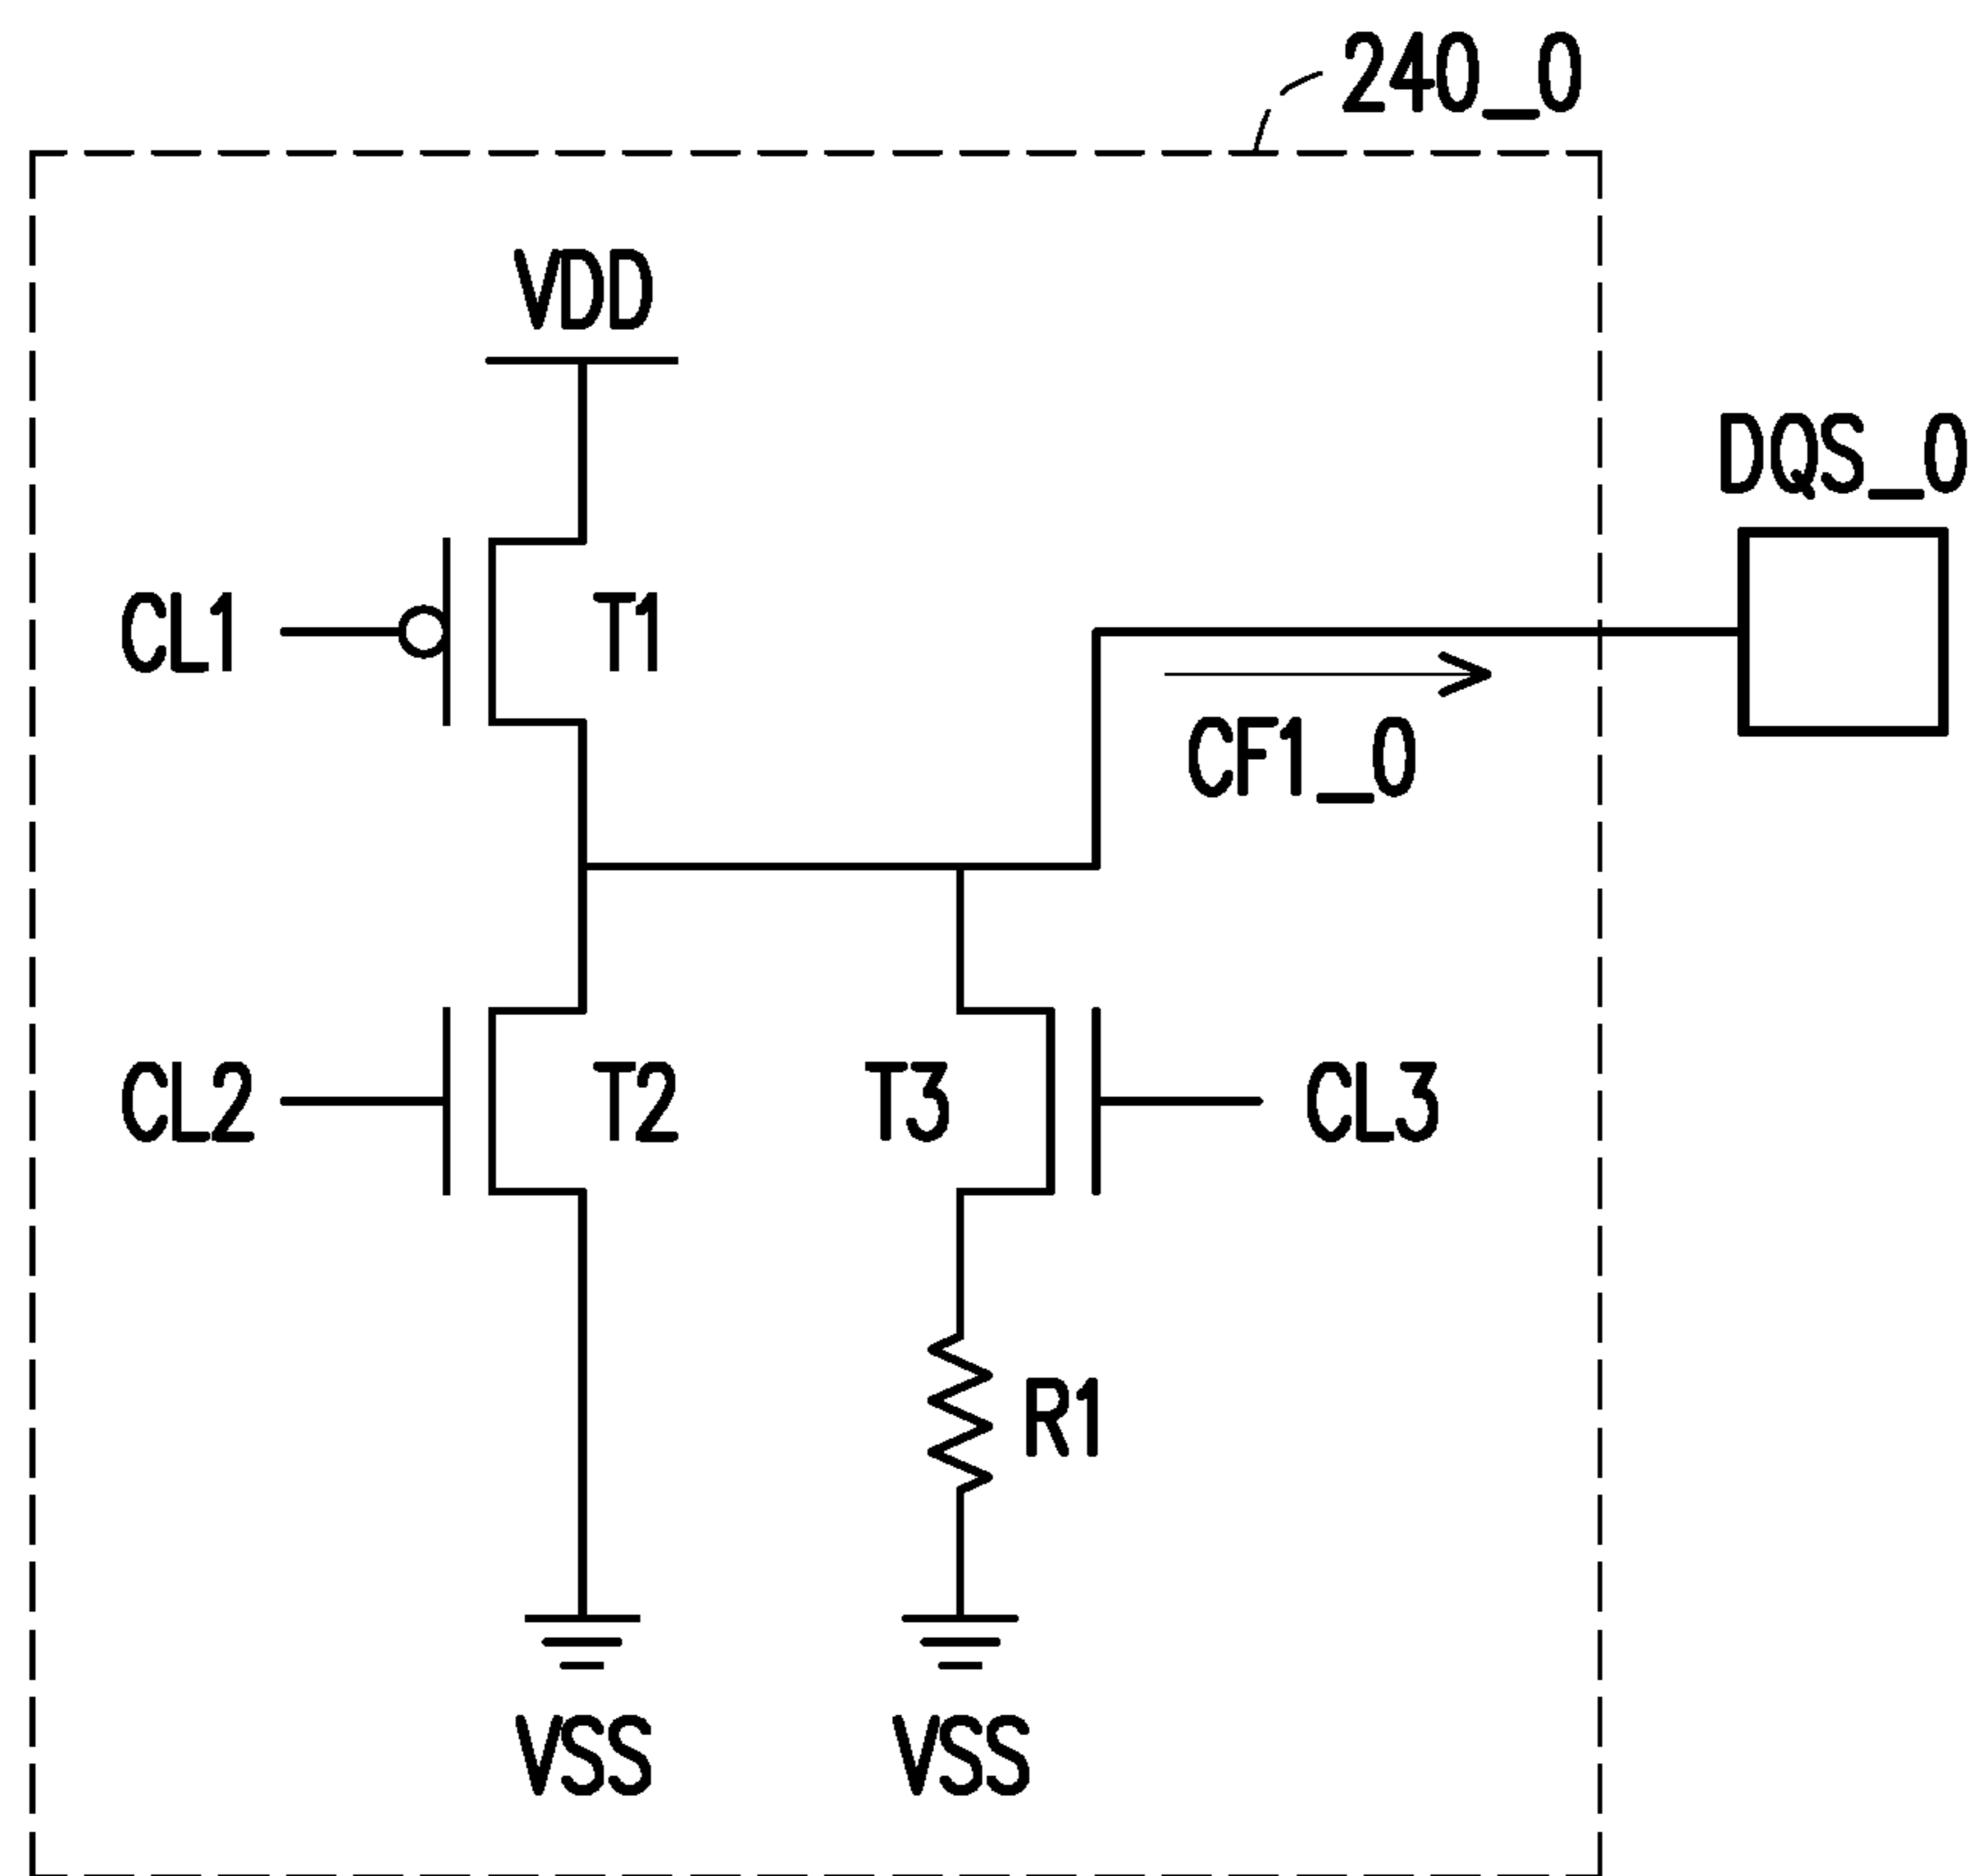 240_0
VDD
DQS_0
CL1
T1
CF1_0
CL2
T2
T3
CL3
R1
VSS
VSS